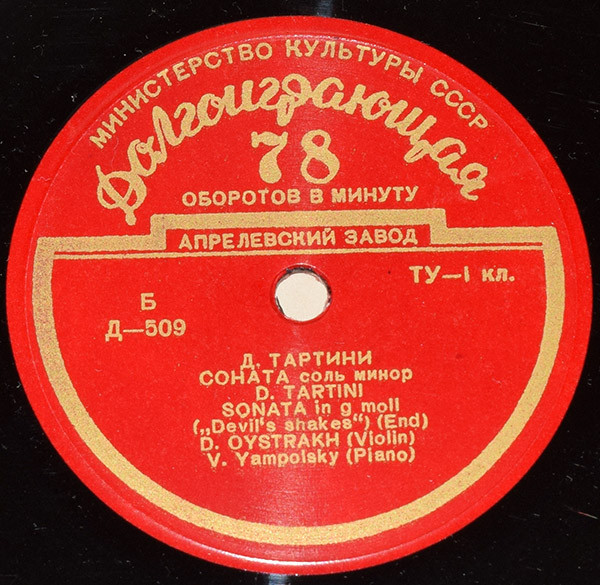 МИНИСТЕРСТВО КУЛЬТУРЫ СССР
Долгоиграющая
78
ОБОРОТОВ В МИНУТУ
АПРЕЛЕВСКИЙ ЗАВОД
ТУ—I кл.
Б
Д—509
Д. ТАРТИНИ
СОНАТА соль минор
D. TARTINI
SONATA in g moll
(„Devil's shakes“) (End)
D. OYSTRAKH (Violin)
V. Yampolsky (Piano)